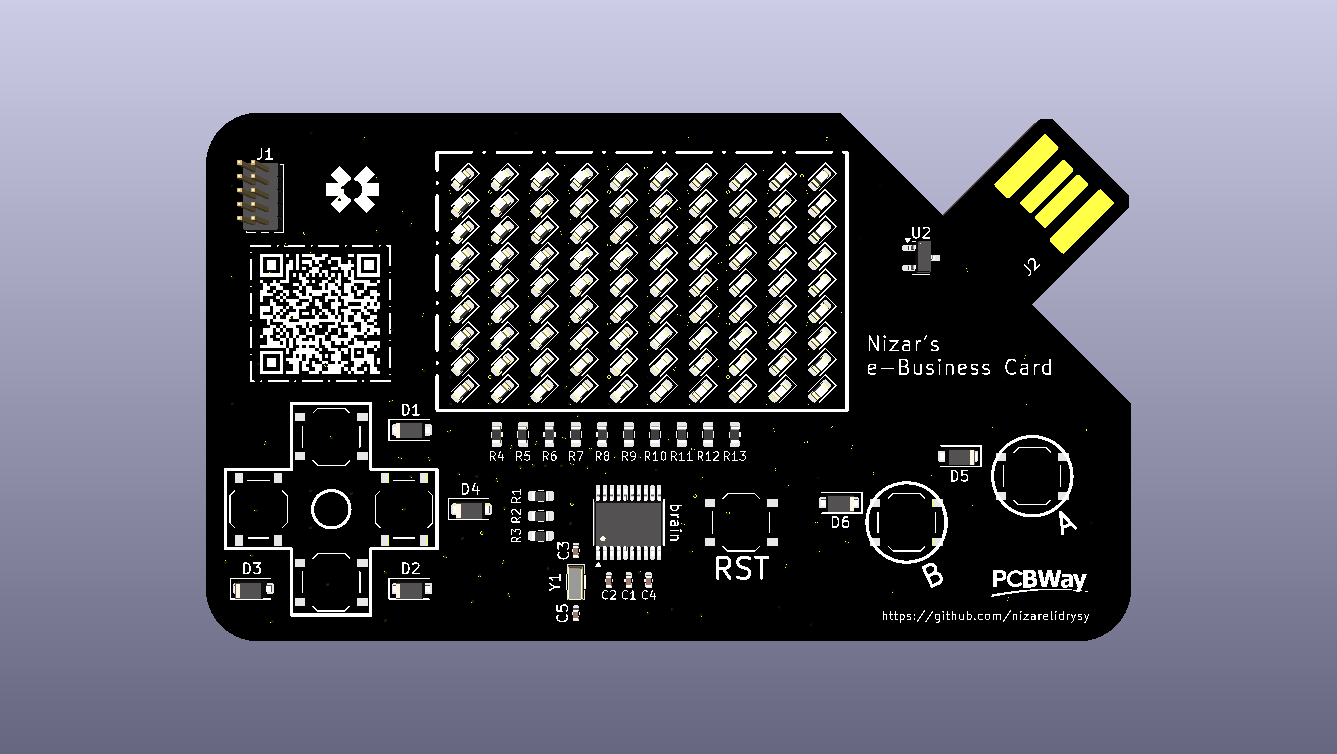 J1
U2
J2
Nizar's
e-Business Card
D1
R4 R5 R6 R7 R8 R9 R10 R11 R12 R13
D5
D4
R1
R2
R3
brain
D6
A
C3
RST
B
D3
D2
Y1
C2 C1 C4
PCBWay
C5
https://github.com/nizarelidrysy